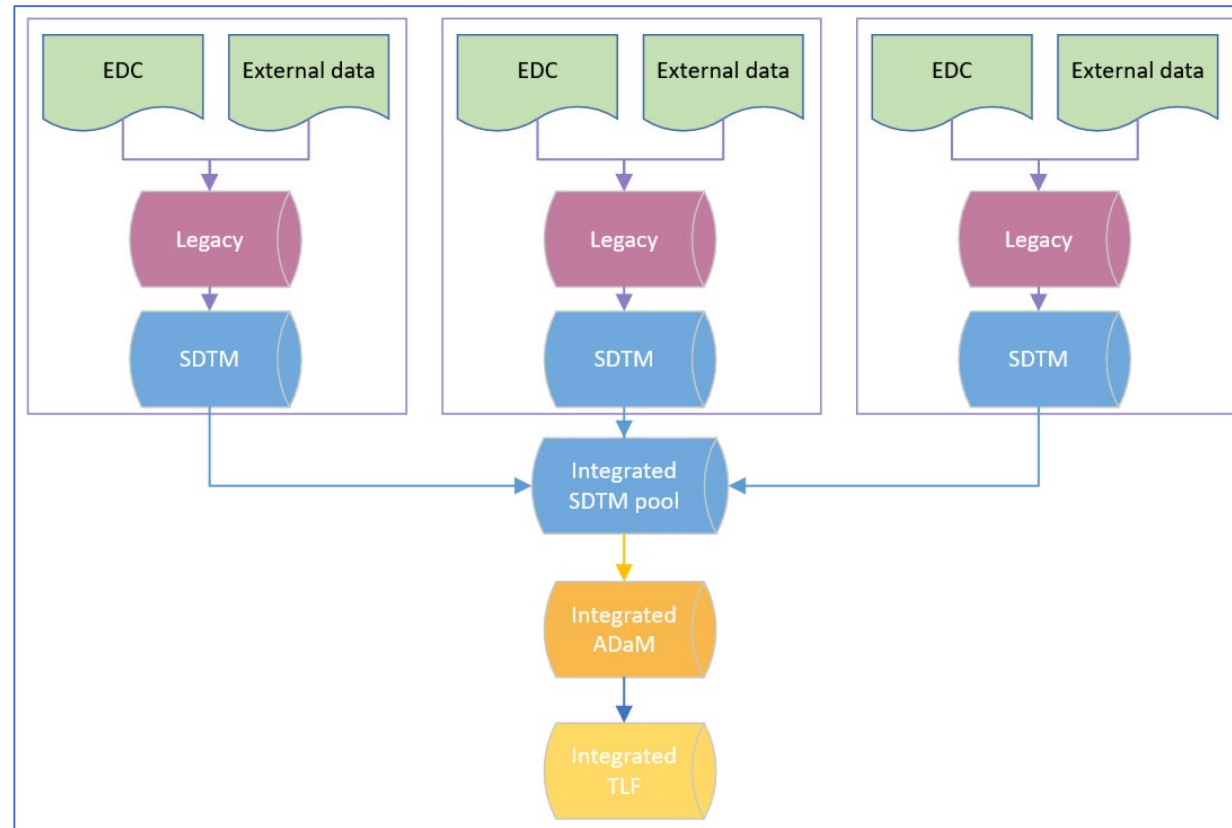 EDC
External data
EDC
External data
EDC
External data
Legacy
Legacy
Legacy
SDTM
SDTM
SDTM
Integrated
SDTM pool
Integrated
ADaM
Integrated
TLF